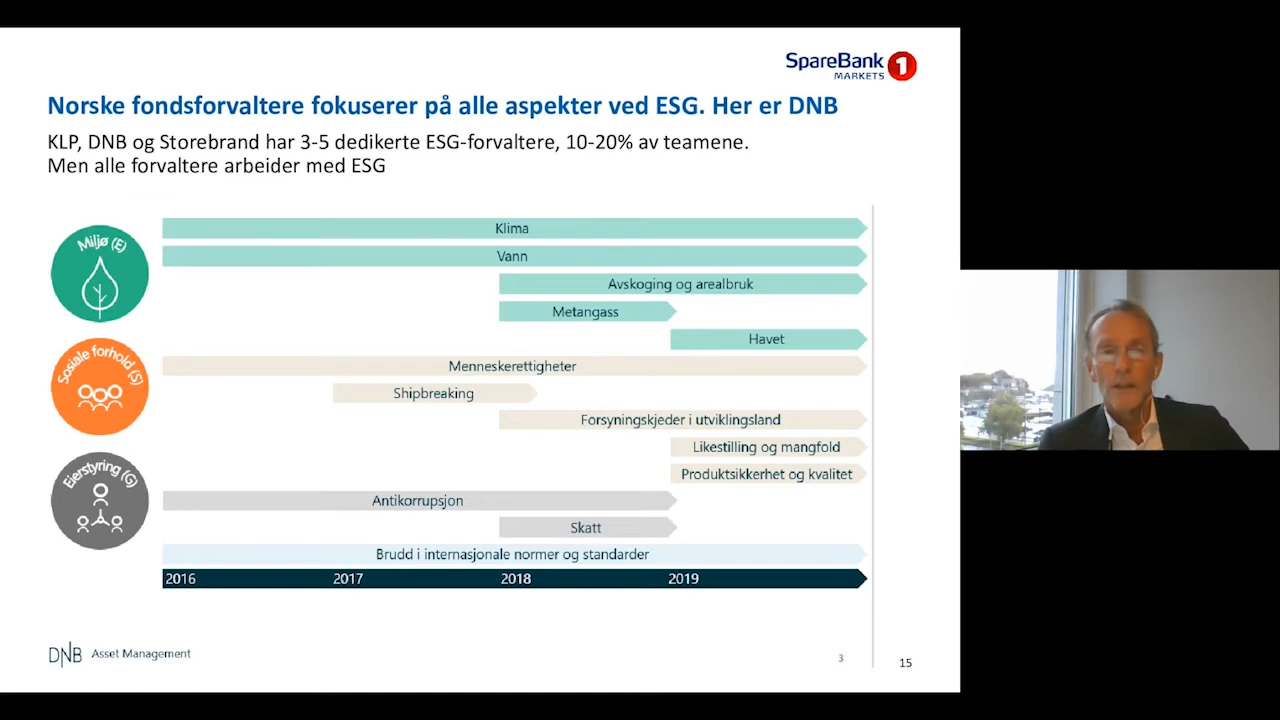 SpareBank 1
MARKETS
Norske fondsforvaltere fokuserer på alle aspekter ved ESG. Her er DNB
KLP, DNB og Storebrand har 3-5 dedikerte ESG-forvaltere, 10-20% av teamene.
Men alle forvaltere arbeider med ESG
Miljø (E)
Klima
Vann
Avskoging og arealbruk
Metangass
Havet
Sosiale forhold (S)
Menneskerettigheter
Shipbreaking
Forsyningskjeder i utviklingsland
Likestilling og mangfold
Produktsikkerhet og kvalitet
Eierstyring (G)
Antikorrupsjon
Skatt
Brudd i internasjonale normer og standarder
2016 2017 2018 2019
DNB Asset Management
3
15